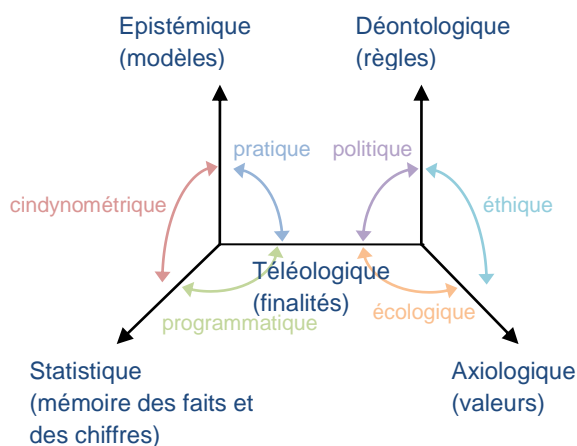 Epistémique
(modèles)
Déontologique
(règles)
pratique
politique
cindynométrique
éthique
Téléologique
(finalités)
programmatique
écologique
Statistique
(mémoire des faits et
des chiffres)
Axiologique
(valeurs)